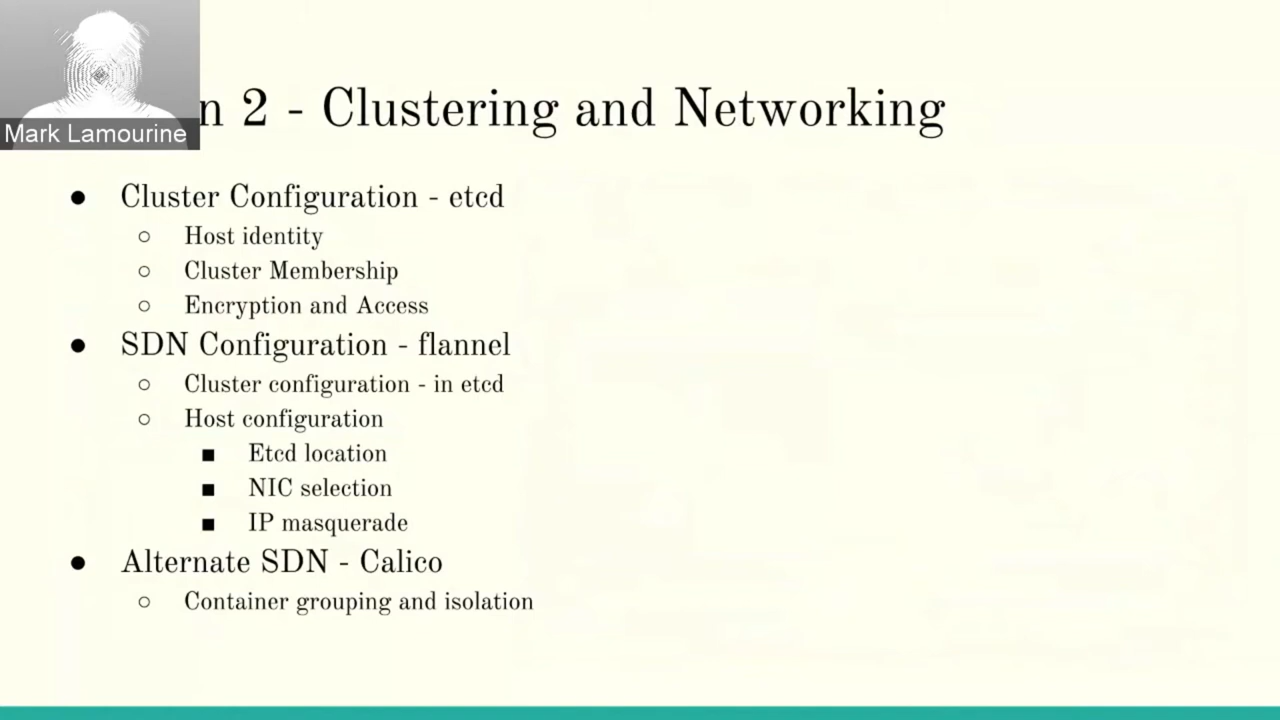 n 2 - Clustering and Networking
Mark Lamourine
● Cluster Configuration - etcd
○ Host identity
○ Cluster Membership
○ Encryption and Access
● SDN Configuration - flannel
○ Cluster configuration - in etcd
○ Host configuration
■ Etcd location
■ NIC selection
■ IP masquerade
● Alternate SDN - Calico
○ Container grouping and isolation